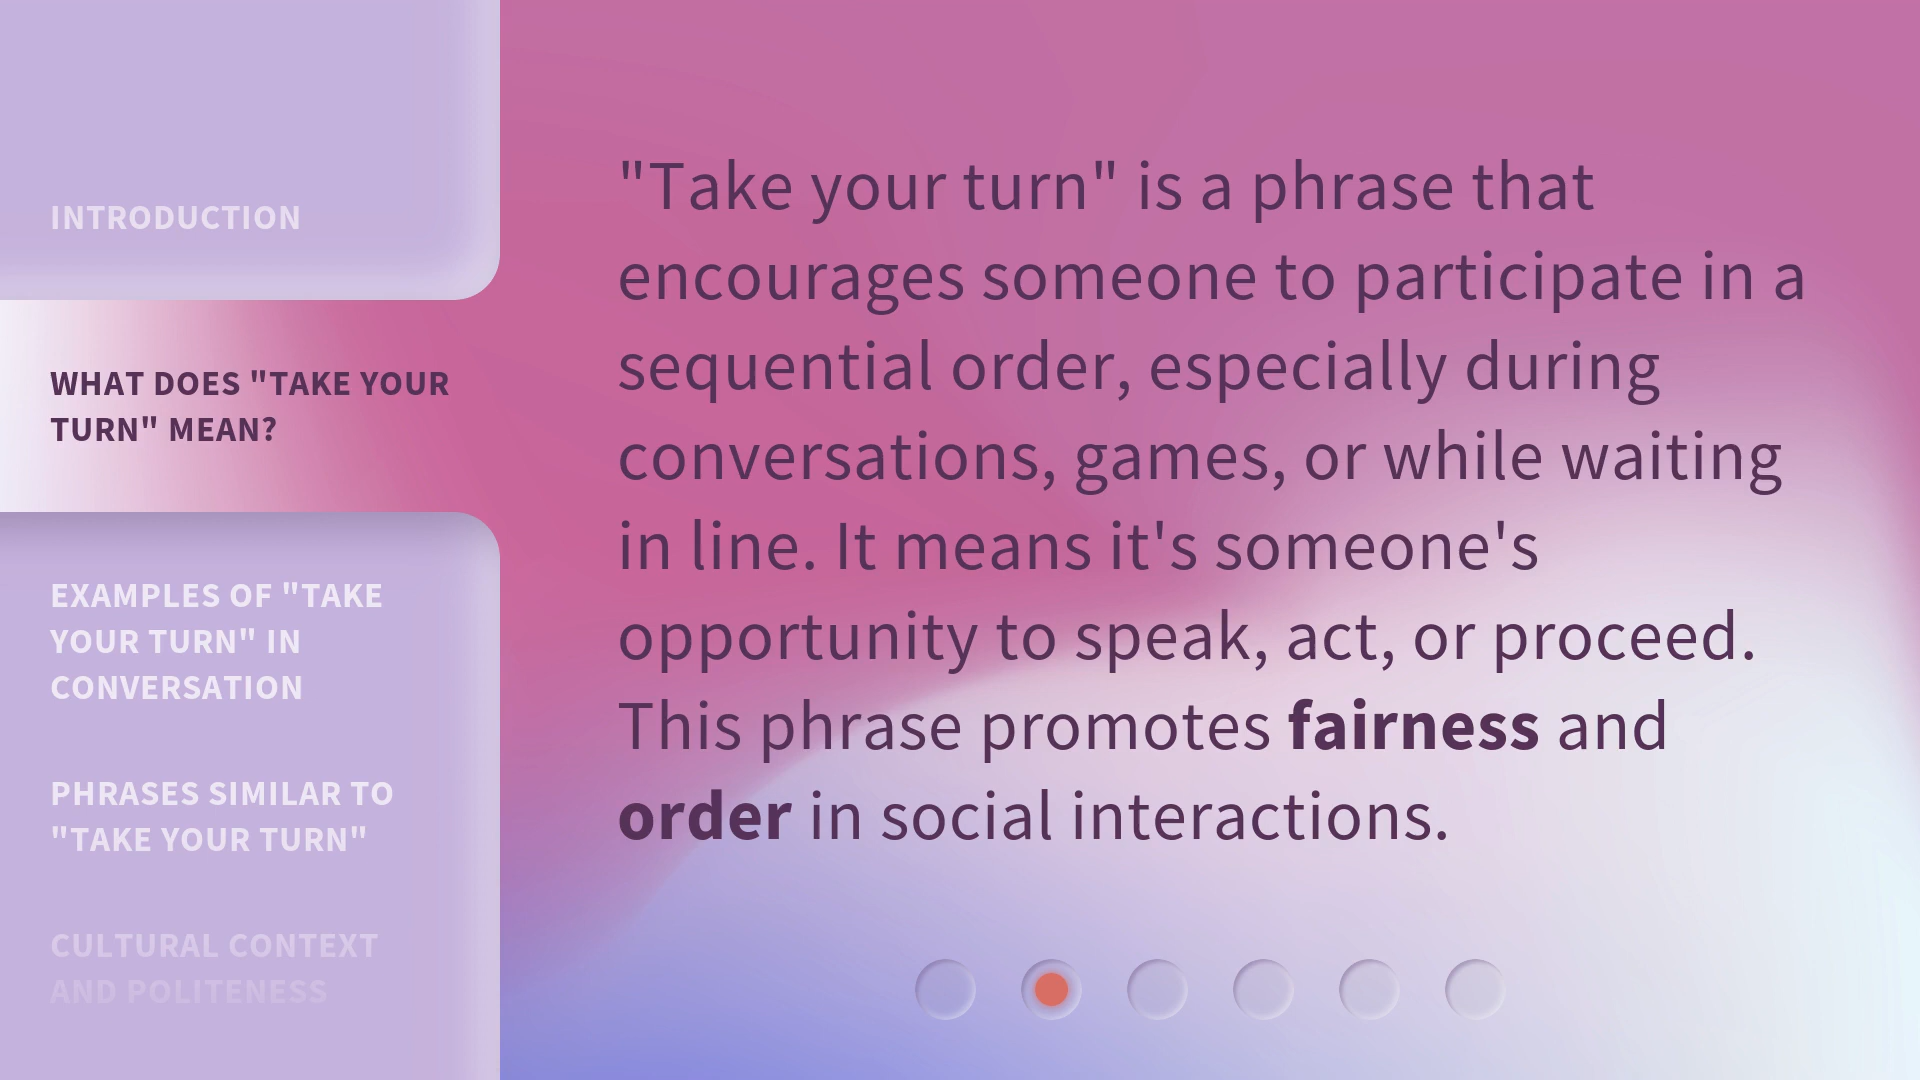 INTRODUCTION
WHAT DOES "TAKE YOUR
TURN" MEAN?
EXAMPLES OF "TAKE
YOUR TURN" IN
CONVERSATION
PHRASES SIMILAR TO
"TAKE YOUR TURN"
CULTURAL CONTEXT
AND POLITENESS
"Take your turn" is a phrase that
encourages someone to participate in a
sequential order, especially during
conversations, games, or while waiting
in line. It means it's someone's
opportunity to speak, act, or proceed.
This phrase promotes fairness and
order in social interactions.